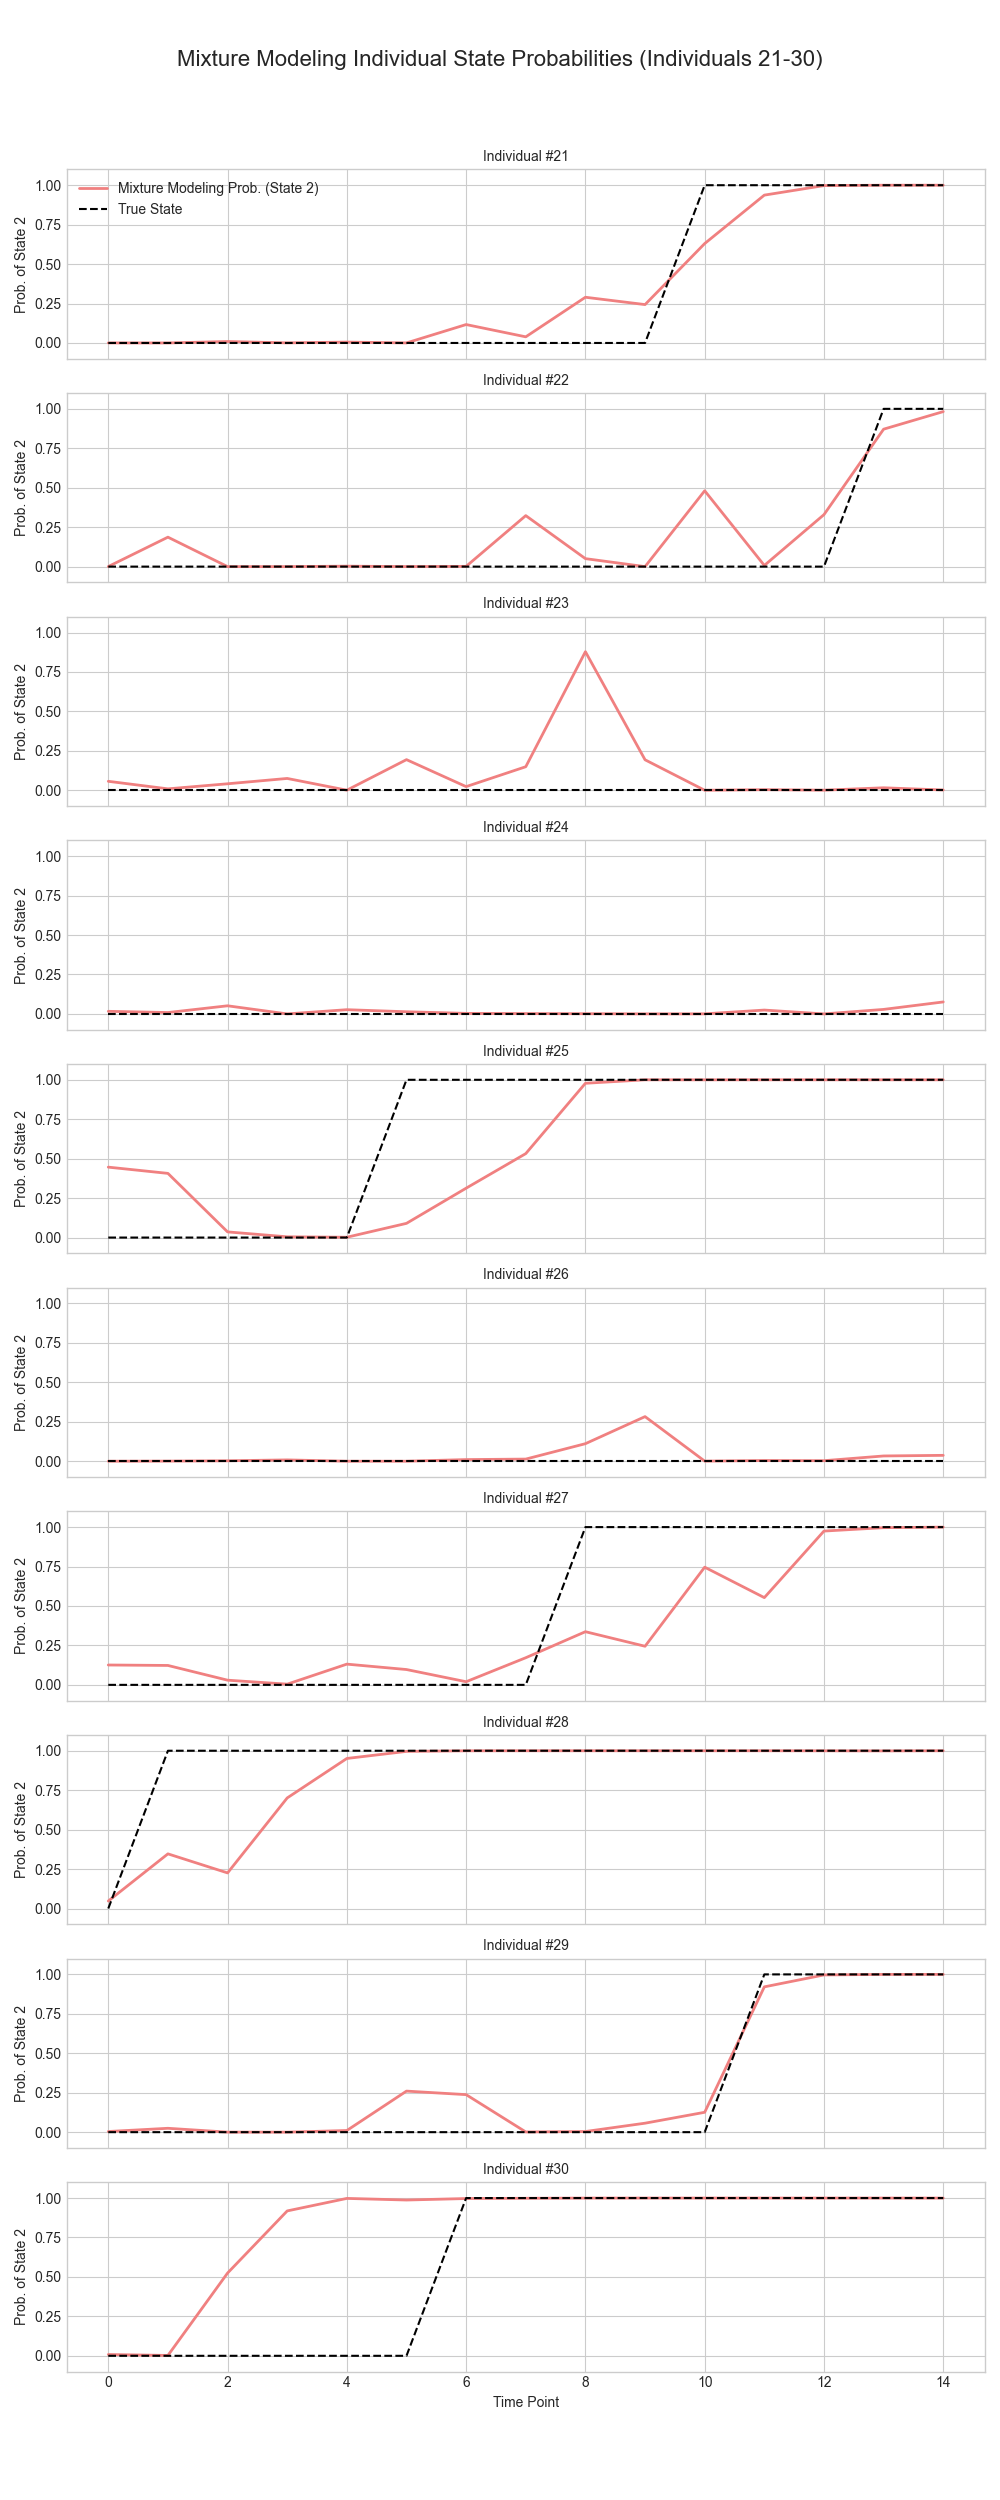 Mixture Modeling Individual State Probabilities (Individuals 21-30)
Individual #21
Mixture Modeling Prob. (State 2)
True State
1.00
0.75
0.50
0.25
0.00
Prob. of State 2
Individual #22
1.00
0.75
0.50
0.25
0.00
Prob. of State 2
Individual #23
1.00
0.75
0.50
0.25
0.00
Prob. of State 2
Individual #24
1.00
0.75
0.50
0.25
0.00
Prob. of State 2
Individual #25
1.00
0.75
0.50
0.25
0.00
Prob. of State 2
Individual #26
1.00
0.75
0.50
0.25
0.00
Prob. of State 2
Individual #27
1.00
0.75
0.50
0.25
0.00
Prob. of State 2
Individual #28
1.00
0.75
0.50
0.25
0.00
Prob. of State 2
Individual #29
1.00
0.75
0.50
0.25
0.00
Prob. of State 2
Individual #30
1.00
0.75
0.50
0.25
0.00
Prob. of State 2
0 2 4 6 8 10 12 14
Time Point